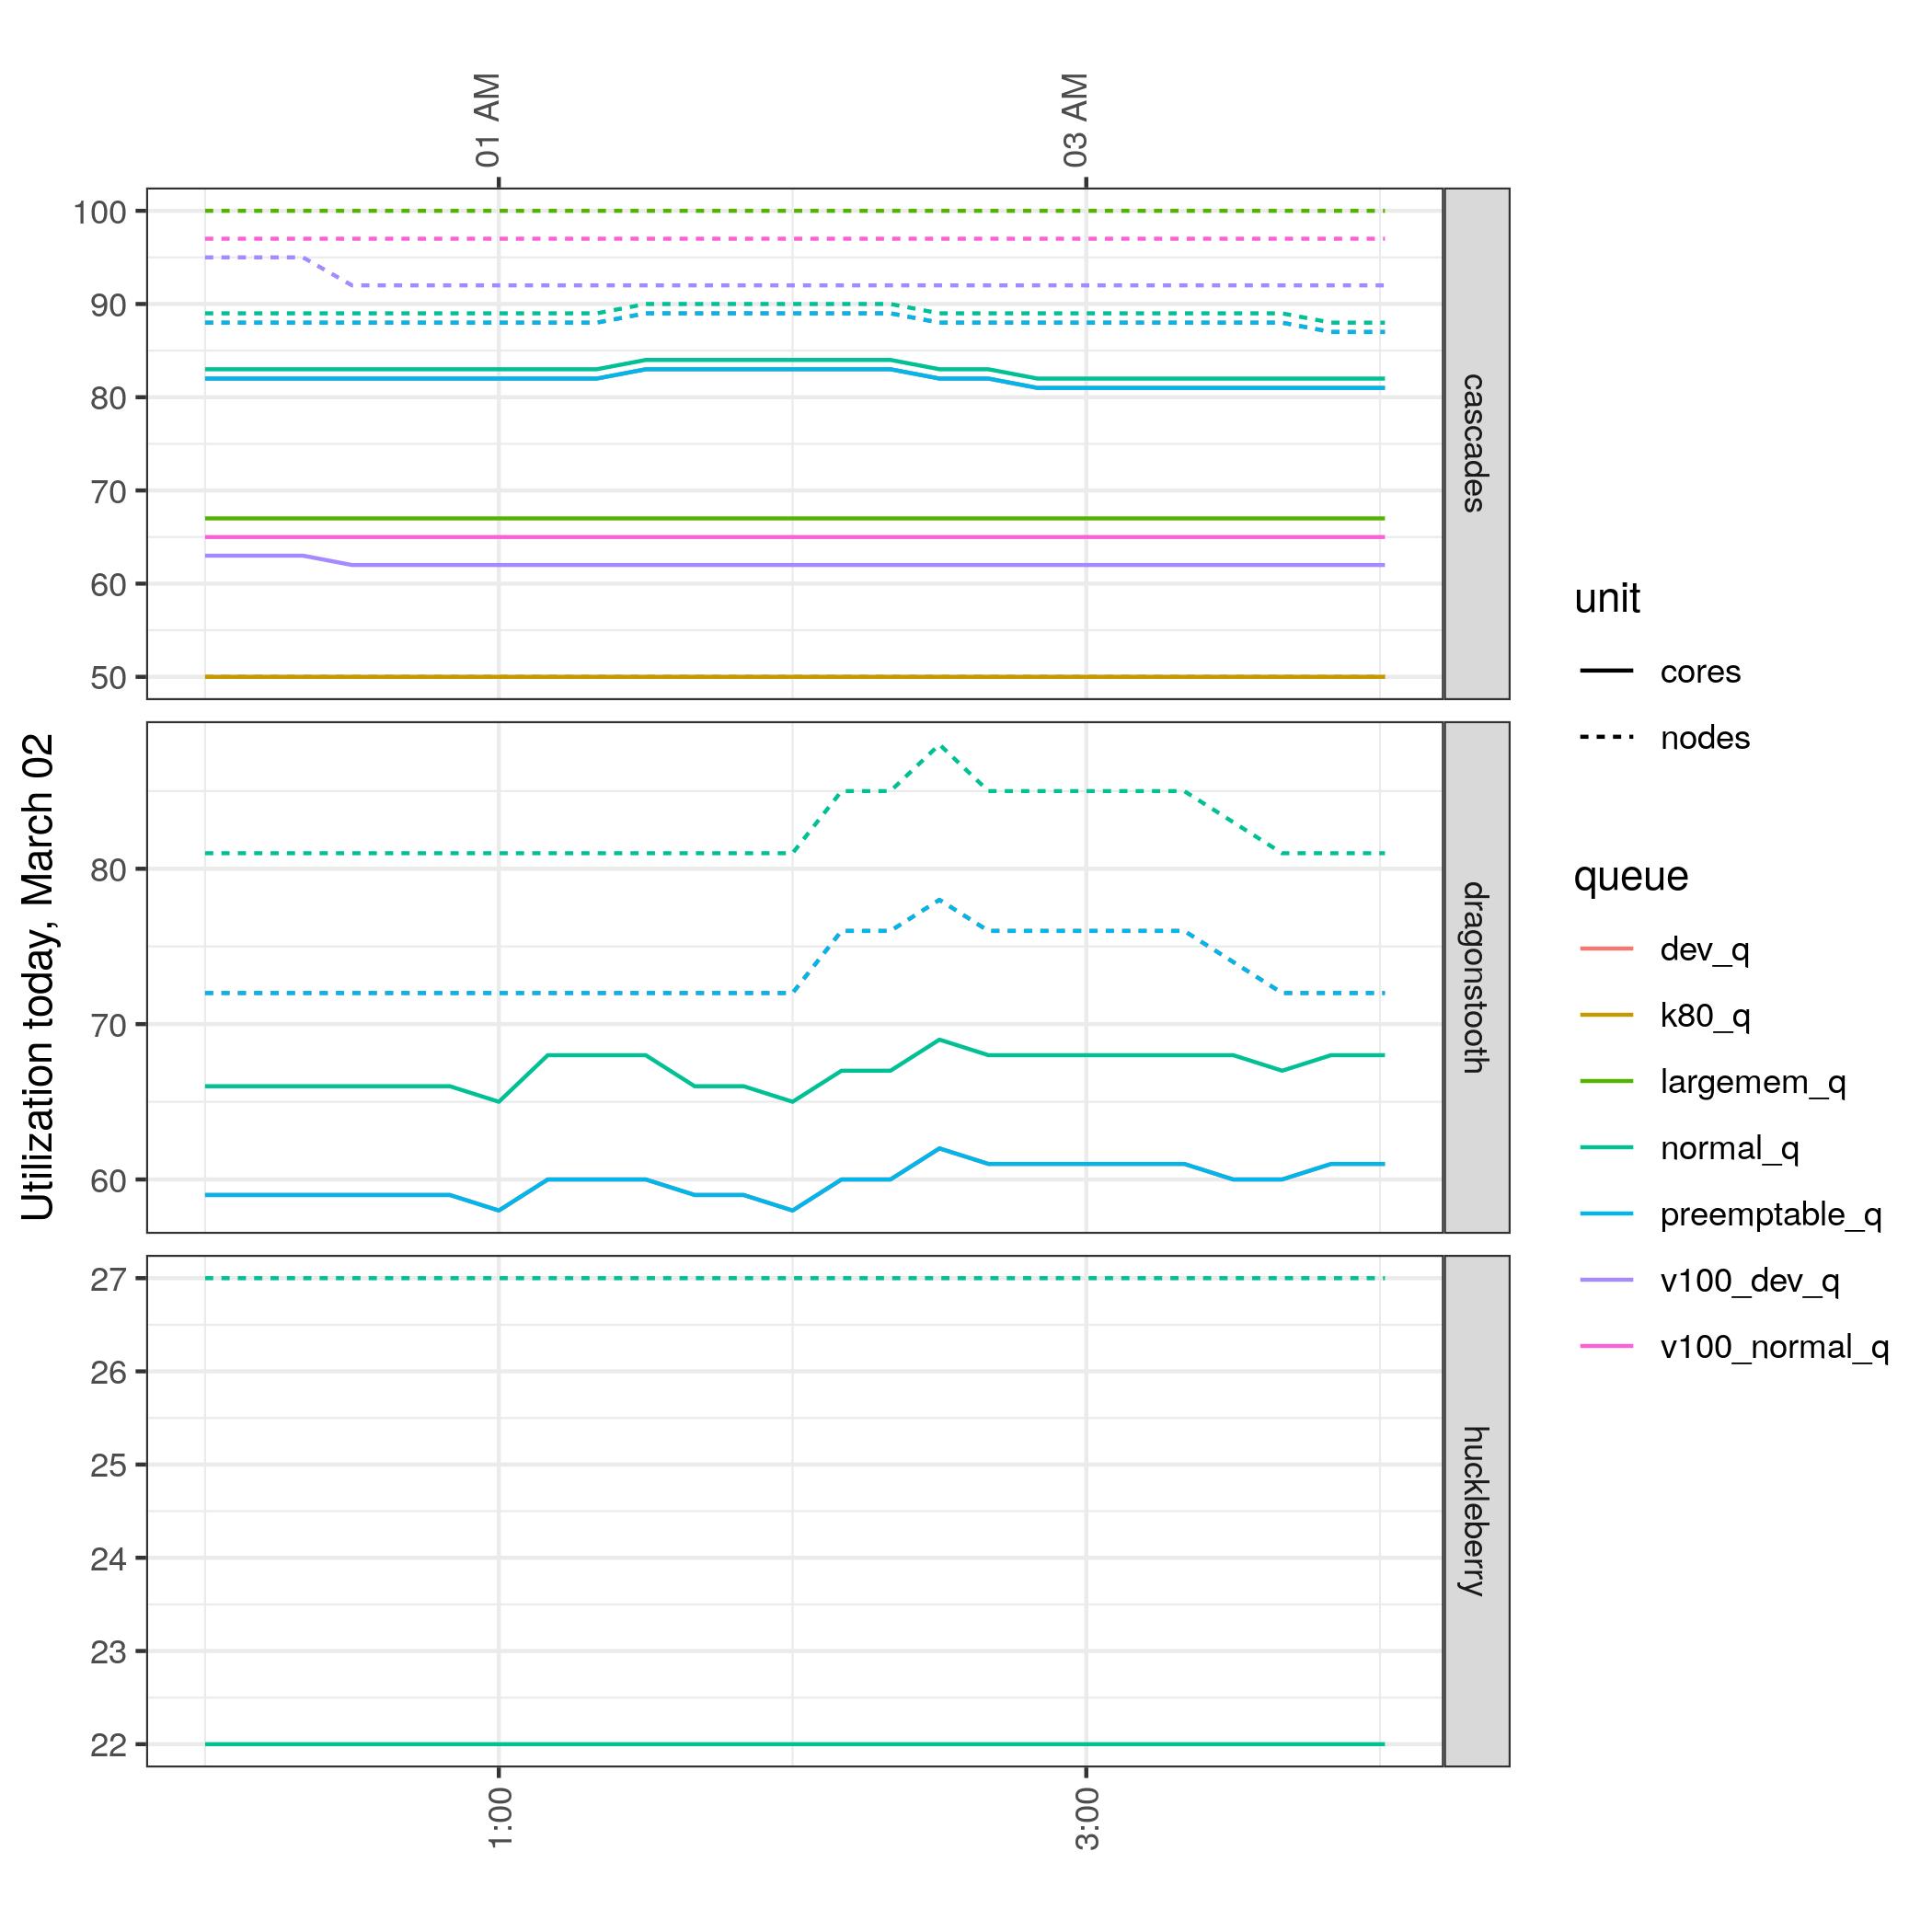 01 AM
03 AM
Utilization today, March 02
100
90
80
70
60
50
cascades
80
70
60
dragonstooth
27
26
25
24
23
22
huckleberry
1:00
3:00
unit
cores
nodes
queue
dev_q
k80_q
largemem_q
normal_q
preemptable_q
v100_dev_q
v100_normal_q